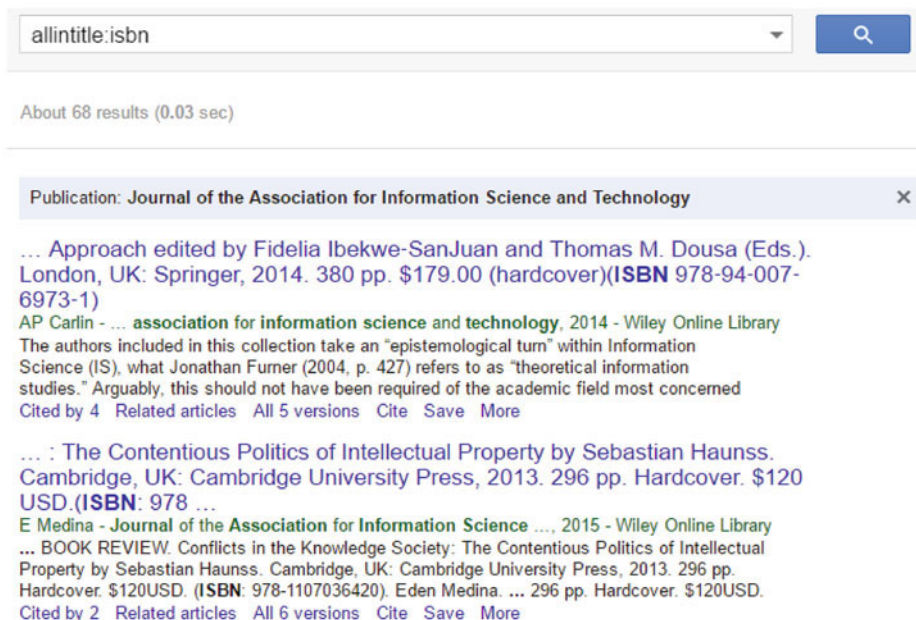 allintitle:isbn
About 68 results (0.03 sec)
Publication: Journal of the Association for Information Science and Technology
... Approach edited by Fidelia Ibekwe-SanJuan and Thomas M. Dousa (Eds.).
London, UK: Springer, 2014. 380 pp. $179.00 (hardcover)(ISBN 978-94-007-
6973-1)
AP Carlin - ... association for information science and technology, 2014 - Wiley Online Library
The authors included in this collection take an “epistemological turn” within Information
Science (IS), what Jonathan Furner (2004, p. 427) refers to as “theoretical information
studies.” Arguably, this should not have been required of the academic field most concerned
Cited by 4 Related articles All 5 versions Cite Save More
... : The Contentious Politics of Intellectual Property by Sebastian Haunss.
Cambridge, UK: Cambridge University Press, 2013. 296 pp. Hardcover. $120
USD.(ISBN: 978 ...
E Medina - Journal of the Association for Information Science ..., 2015 - Wiley Online Library
... BOOK REVIEW. Conflicts in the Knowledge Society: The Contentious Politics of Intellectual
Property by Sebastian Haunss. Cambridge, UK: Cambridge University Press, 2013. 296 pp.
Hardcover. $120USD. (ISBN: 978-1107036420). Eden Medina. ... 296 pp. Hardcover. $120USD.
Cited by 2 Related articles All 6 versions Cite Save More